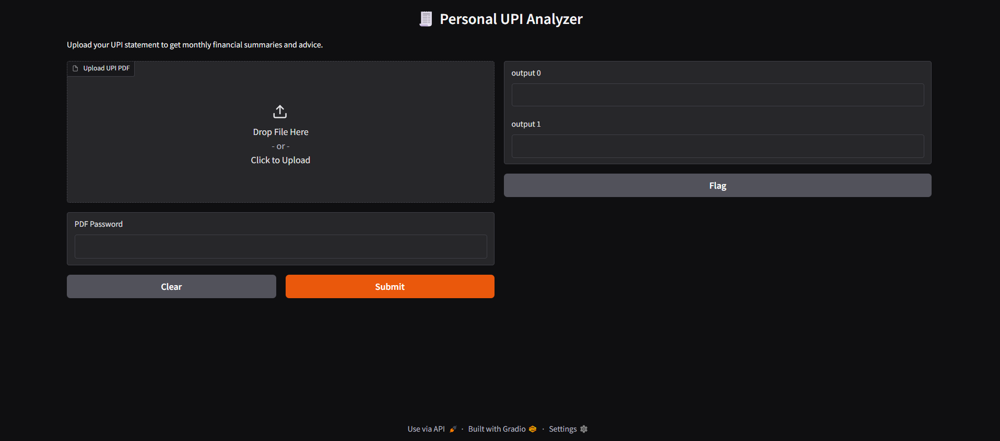 Personal UPI Analyzer
Upload your UPI statement to get monthly financial summaries and advice.
Upload UPI PDF
Drop File Here
- or -
Click to Upload
PDF Password
Clear
Submit
output 0
output 1
Flag
Use via API · Built with Gradio · Settings